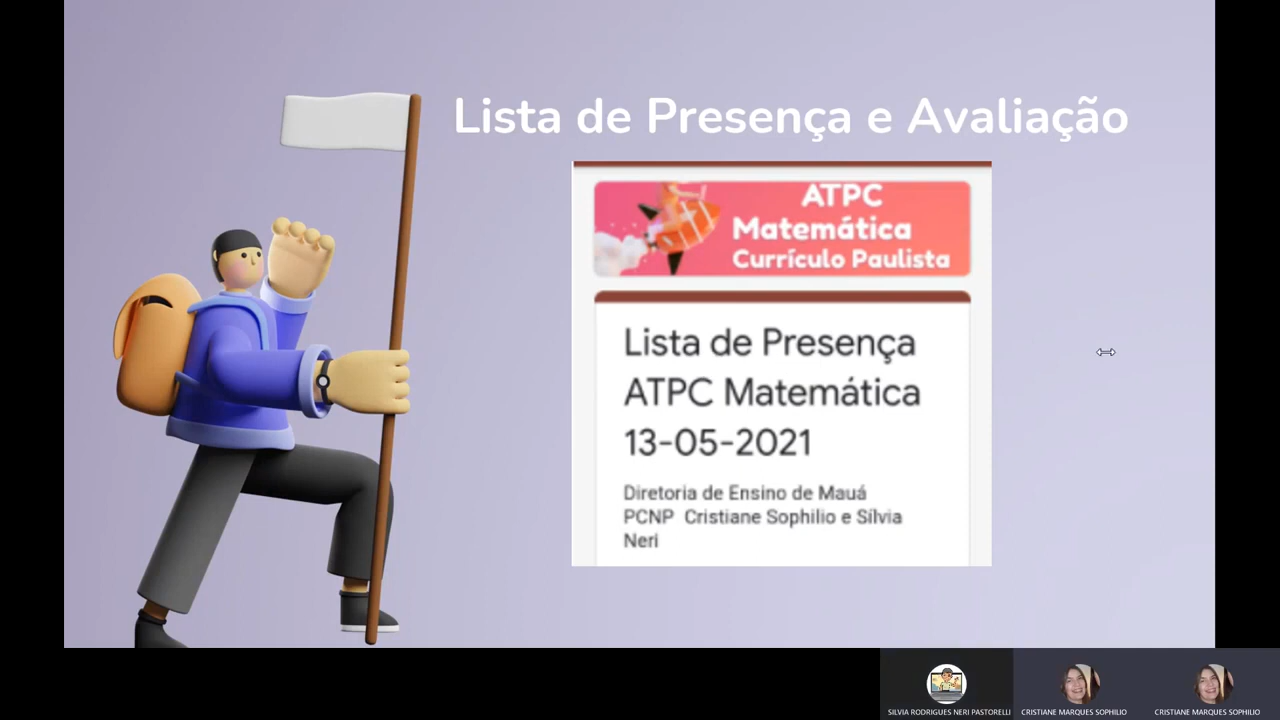 Lista de Presença e Avaliação
ATPC
Matemática
Currículo Paulista
Lista de Presença
ATPC Matemática
13-05-2021
Diretoria de Ensino de Mauá
PCNP Cristiane Sophilio e Sílvia
Neri
SILVIA RODRIGUES NERI PASTORELLI
CRISTIANE MARQUES SOPHILIO
CRISTIANE MARQUES SOPHILIO